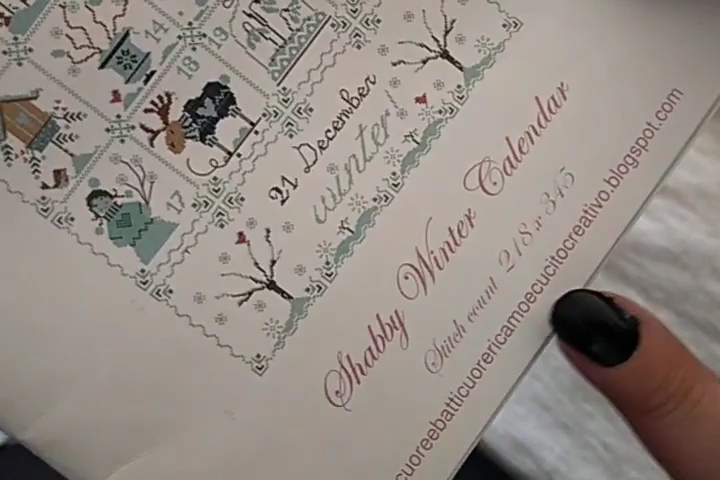 14
18 19
17
21 December
winter
Shabby Winter Calendar
Stitch count 218 x 345
cuoreebatticuorericamoecucitocreativo.blogspot.com